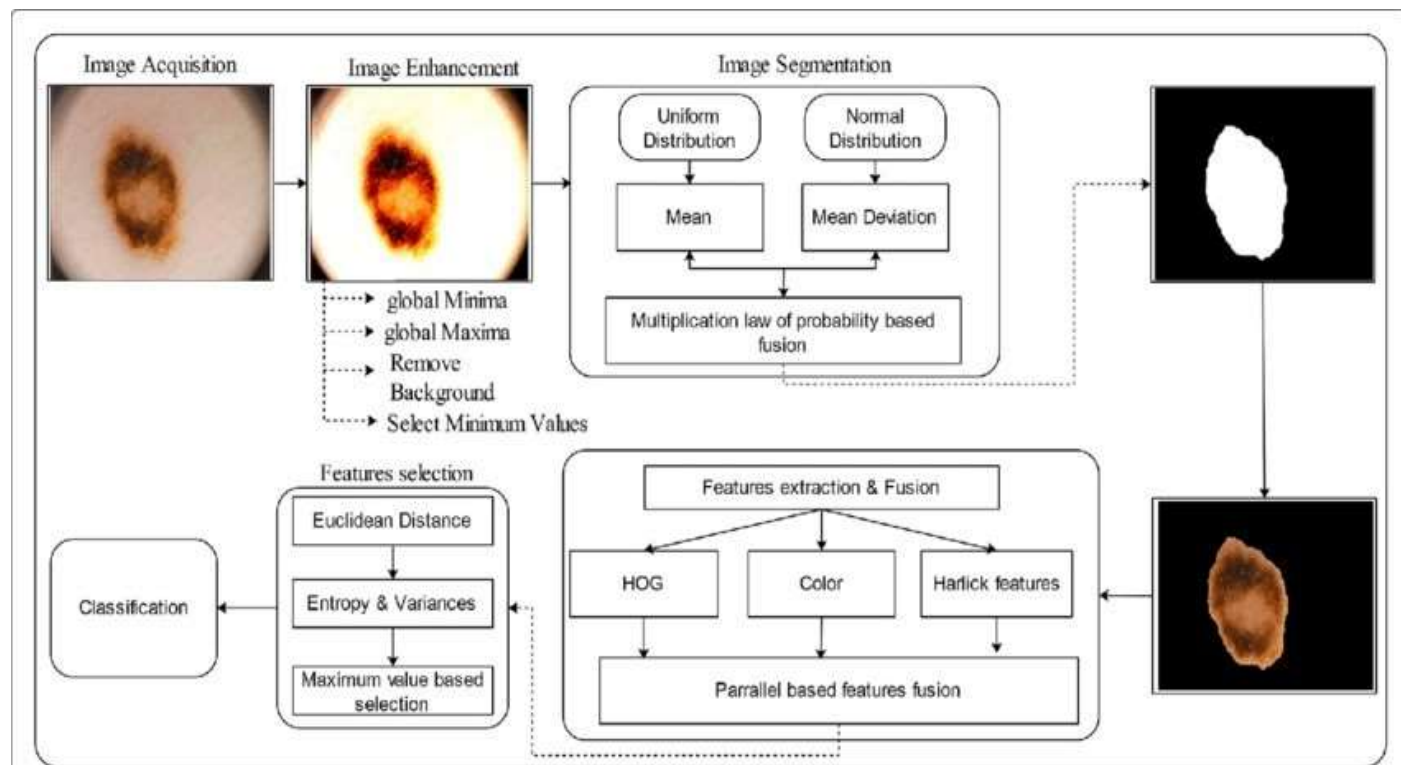 Image Acquisition
Image Enhancement
Image Segmentation
Uniform
Distribution
Normal
Distribution
Mean
Mean Deviation
Multiplication law of probability based
fusion
global Minima
global Maxima
Remove
Background
Select Minimum Values
Features selection
Euclidean Distance
Entropy & Variances
Maximum value based
selection
Classification
Features extraction & Fusion
HOG
Color
Harlick features
Parrallel based features fusion